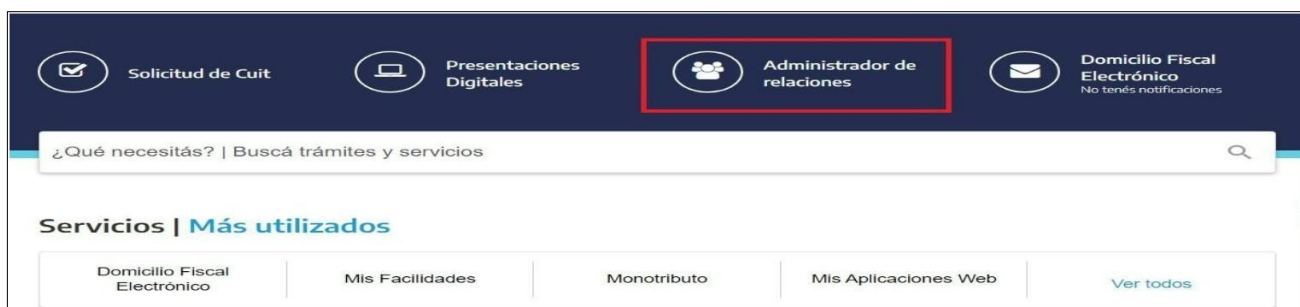 Solicitud de Cuit
Presentaciones
Digitales
Administrador de
relaciones
Domicilio Fiscal
Electrónico
No tenés notificaciones
¿Qué necesitás? | Buscá trámites y servicios
Servicios | Más utilizados
Domicilio Fiscal
Electrónico
Mis Facilidades
Monotributo
Mis Aplicaciones Web
Ver todos